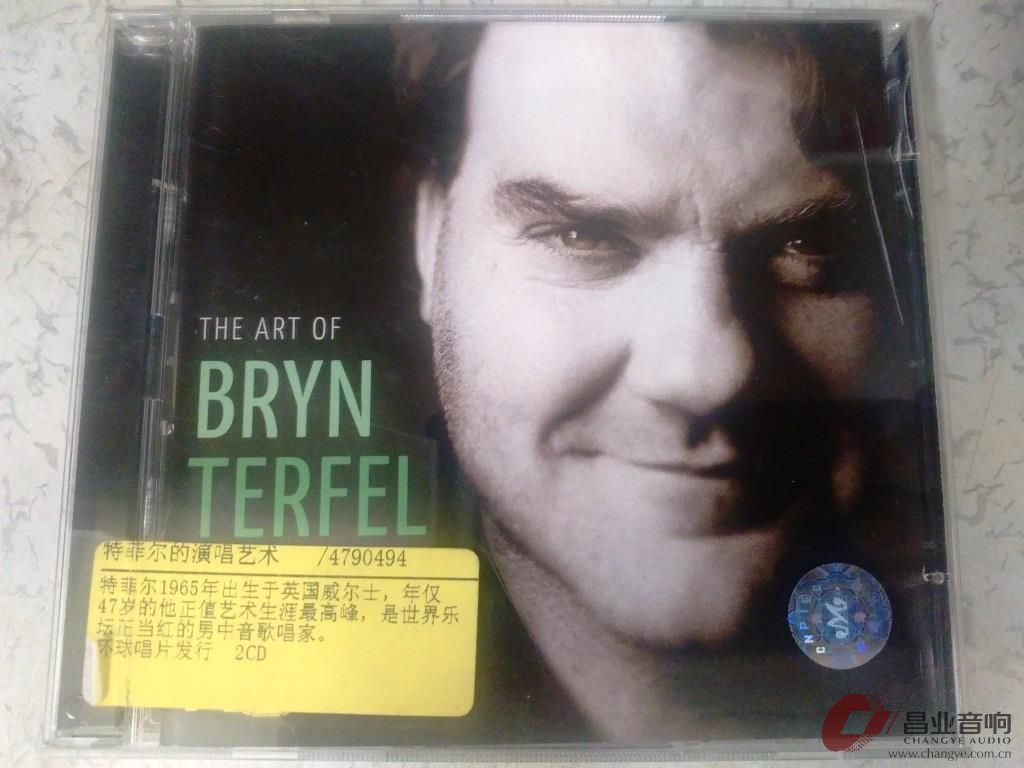 THE ART OF
BRYN
TERFEL
特菲尔的演唱艺术 /4790494
特菲尔1965年出生于英国威尔士，年仅
47岁的他正值艺术生涯最高峰，是世界乐
坛正当红的男中音歌唱家。
环球唱片发行 2CD
CNPIEC
昌业音响
CHANGYE AUDIO
www.changye.com.cn